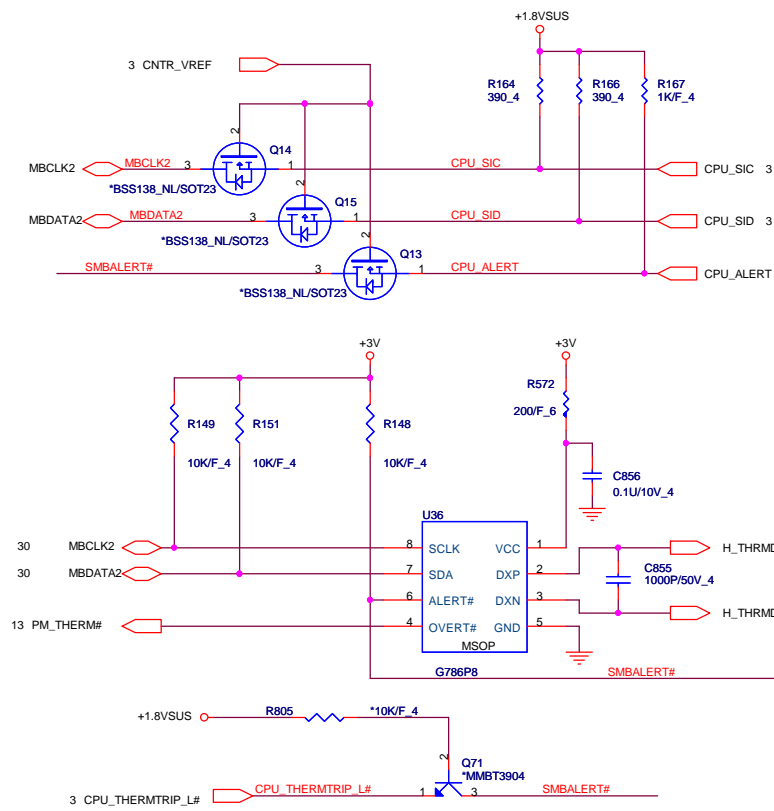 +1.8VSUS
3 CNTR_VREF
R164
390_4
R166
390_4
R167
1K/F_4
2
Q14
MBCLK2 MBCLK2 3 1 CPU_SIC CPU_SIC 3
*BSS138_NL/SOT23
2
Q15
MBDATA2 MBDATA2 3 1 CPU_SID CPU_SID 3
*BSS138_NL/SOT23
2
Q13
SMBALERT# 3 1 CPU_ALERT CPU_ALERT
*BSS138_NL/SOT23
+3V +3V
R572
200/F_6
R149 R151 R148
10K/F_4 10K/F_4 10K/F_4
C856
0.1U/10V_4
U36
30 MBCLK2 8 SCLK VCC 1 H_THRMD
30 MBDATA2 7 SDA DXP 2
C855
1000P/50V_4
6 ALERT# DXN 3 H_THRMD
13 PM_THERM# 4 OVERT# GND 5
MSOP
G786P8 SMBALERT#
+1.8VSUS R805 *10K/F_4
2 Q71
*MMBT3904
3 CPU_THERMTRIP_L# CPU_THERMTRIP_L# 1 3 SMBALERT#